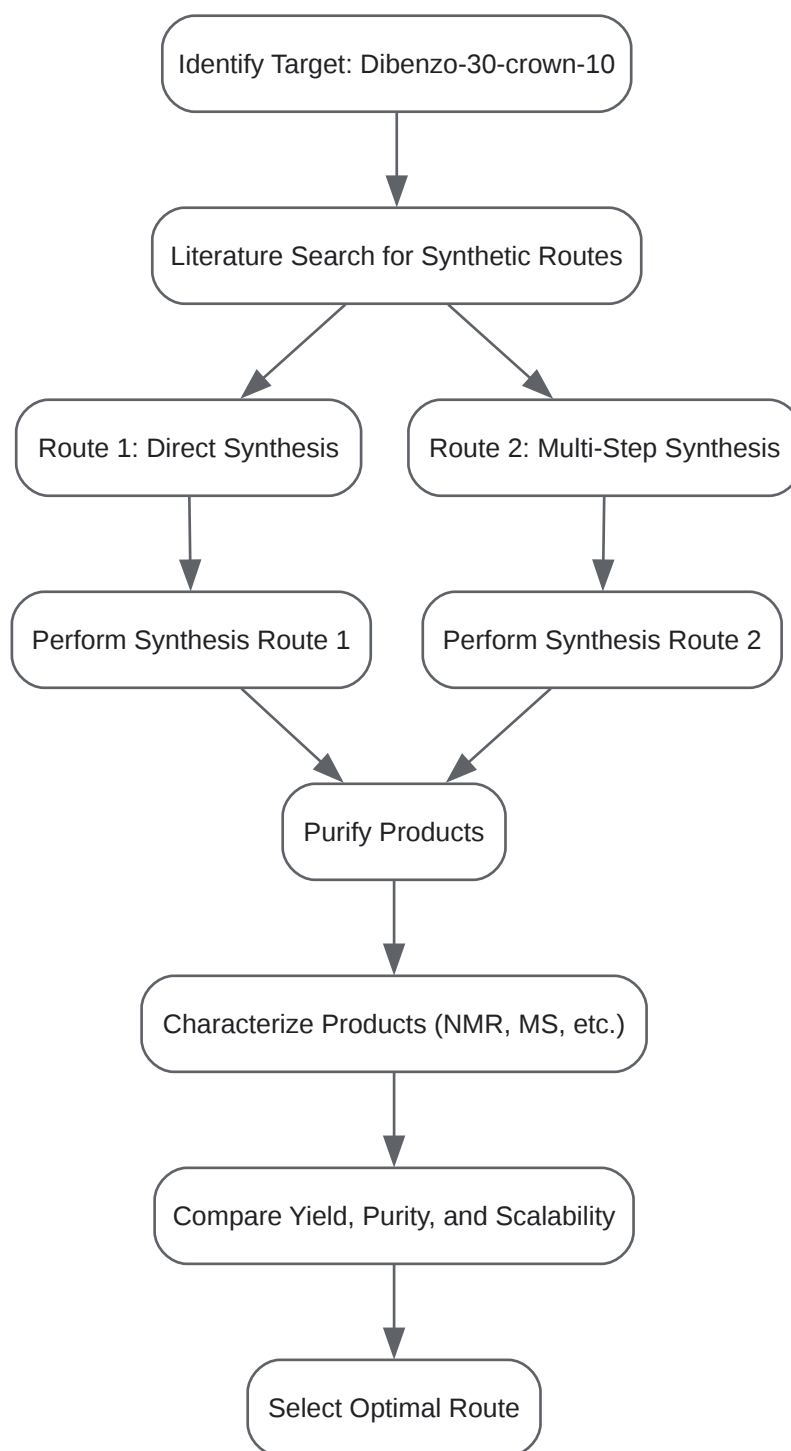 Identify Target: Dibenzo-30-crown-10
Literature Search for Synthetic Routes
Route 1: Direct Synthesis
Route 2: Multi-Step Synthesis
Perform Synthesis Route 1
Perform Synthesis Route 2
Purify Products
Characterize Products (NMR, MS, etc.)
Compare Yield, Purity, and Scalability
Select Optimal Route